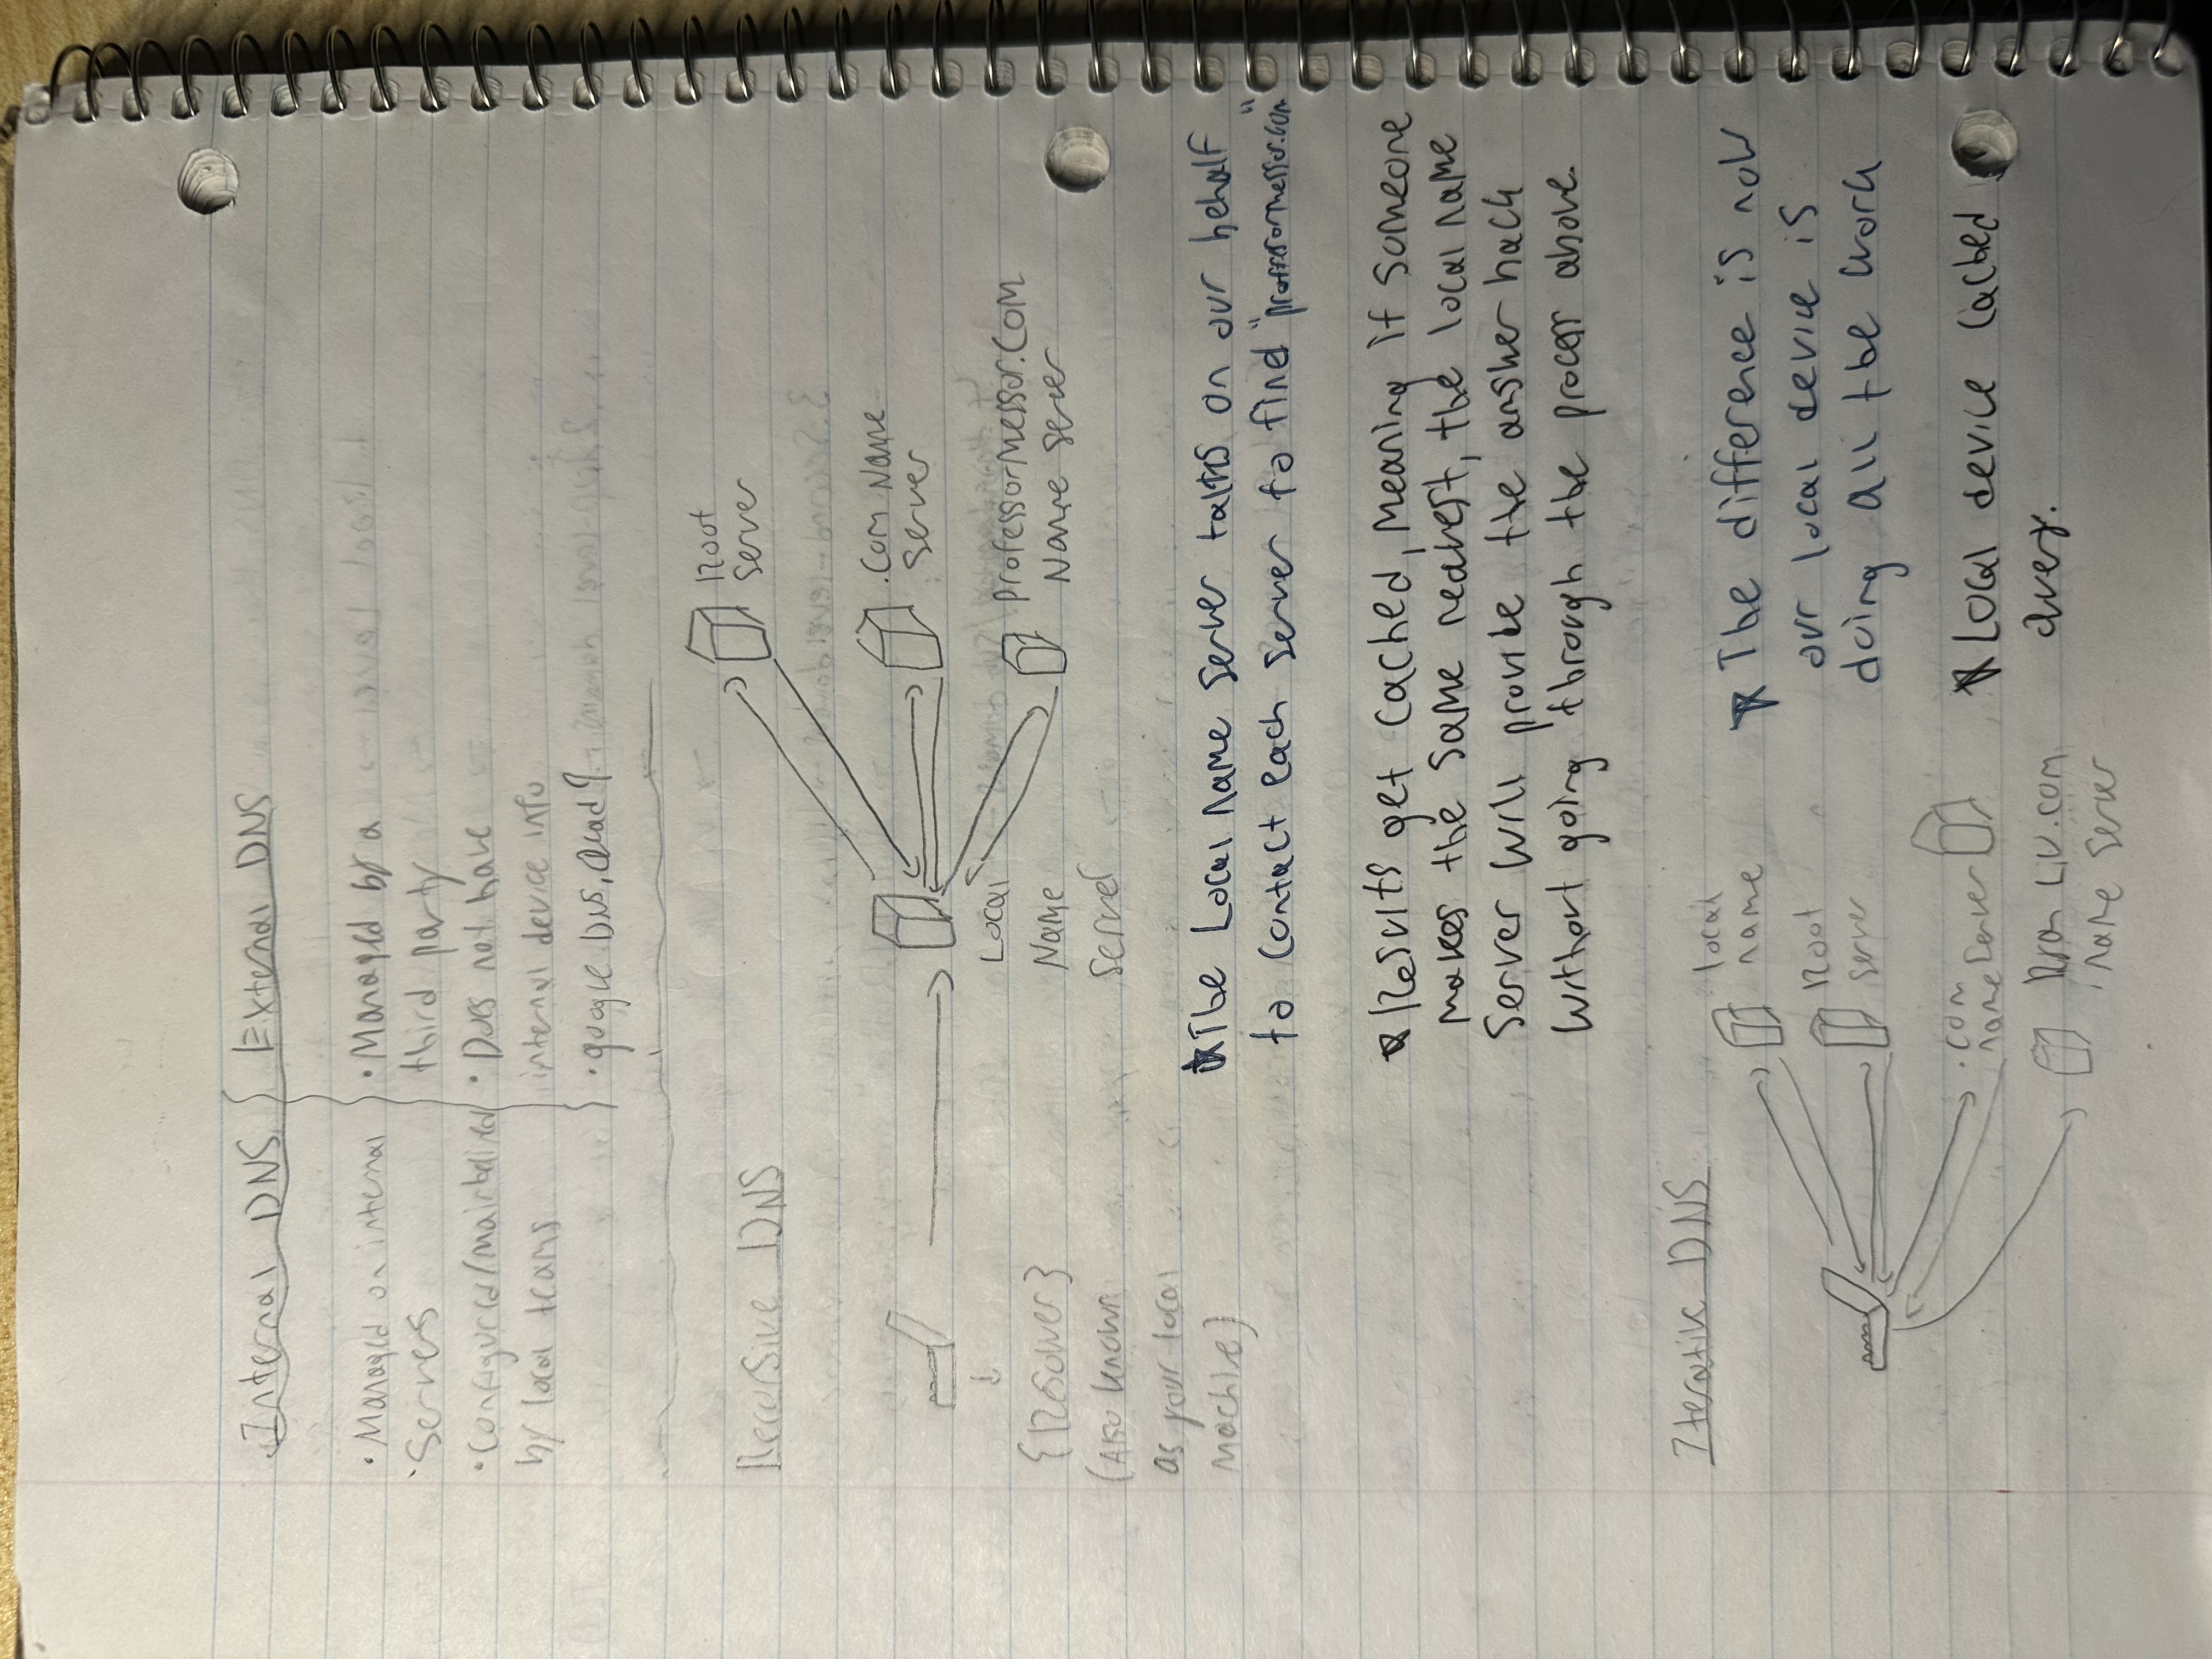 Internal DNS
External DNS
• Managed on internal
• Servers
• Configured/
by local teams
• Managed by a
third party
• Does not have
internal device info
• google DNS, Quad 9
Recursive DNS
Root
Server
.Com Name
Server
ProfessorMessor.Com
Name Server
Local
Name
Server
{Resolver}
(Also known
as your local
Machine)
★ The Local name server talks on our behalf
to contact each server to find "professormessor.com"
★ Results get cached, Meaning if someone
makes the same request, the local name
Server will provide the answer back
without going through the process above.
Iterative DNS
local
name
Root
server
.com
name server
Liv.com
name server
★ The difference is now
our local device is
doing all the work
★ Local device cached
query.